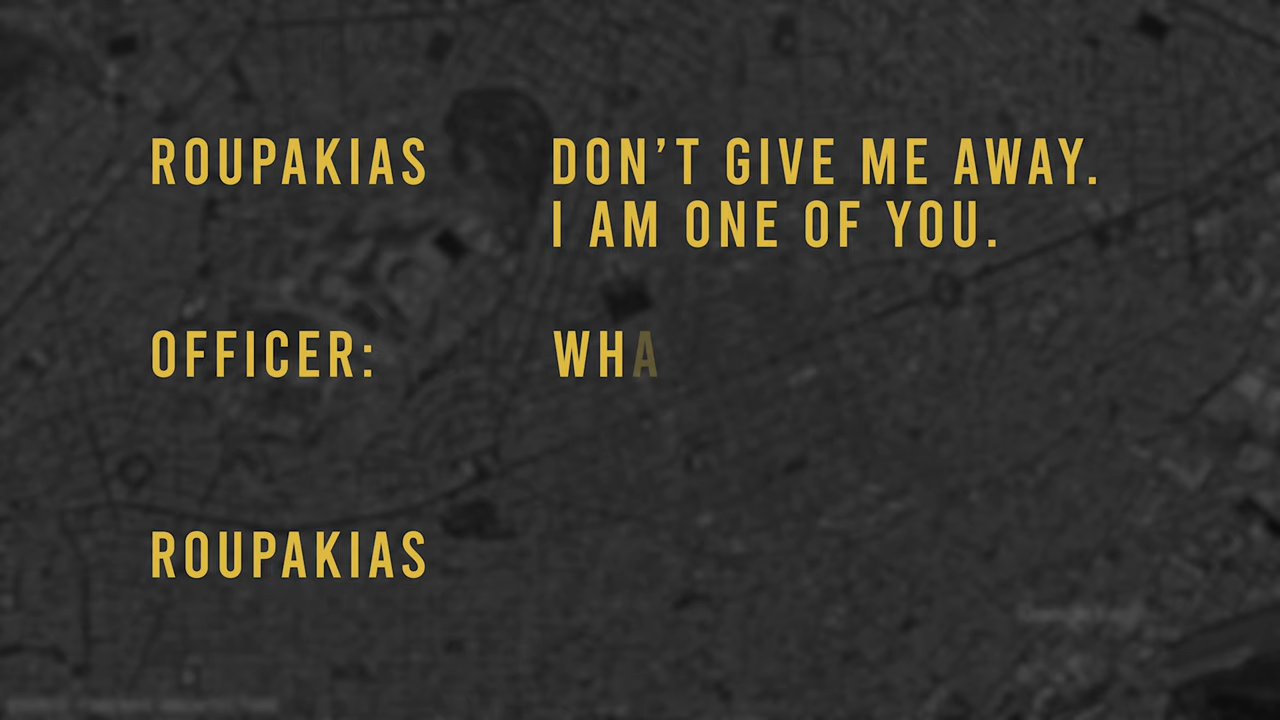 ROUPAKIAS
DON'T GIVE ME AWAY.
I AM ONE OF YOU.
OFFICER:
WHA
ROUPAKIAS